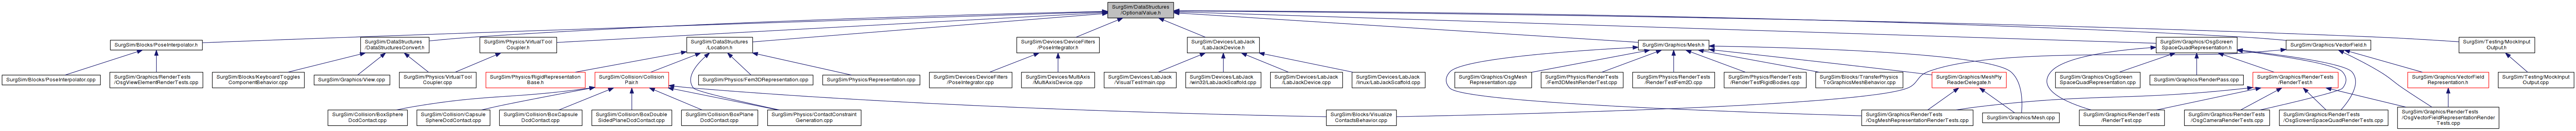 SurgSim/DataStructures
/OptionalValue.h
SurgSim/Blocks/PoseInterpolator.h
SurgSim/DataStructures
/DataStructuresConvert.h
SurgSim/Physics/VirtualTool
Coupler.h
SurgSim/DataStructures
/Location.h
SurgSim/Devices/DeviceFilters
/PoseIntegrator.h
SurgSim/Devices/LabJack
/LabJackDevice.h
SurgSim/Graphics/Mesh.h
SurgSim/Graphics/OsgScreen
SpaceQuadRepresentation.h
SurgSim/Graphics/VectorField.h
SurgSim/Testing/MockInput
Output.h
SurgSim/Blocks/PoseInterpolator.cpp
SurgSim/Graphics/RenderTests
/OsgViewElementRenderTests.cpp
SurgSim/Blocks/KeyboardToggles
ComponentBehavior.cpp
SurgSim/Graphics/View.cpp
SurgSim/Physics/VirtualTool
Coupler.cpp
SurgSim/Physics/RigidRepresentation
Base.h
SurgSim/Collision/Collision
Pair.h
SurgSim/Physics/Fem3DRepresentation.cpp
SurgSim/Physics/Representation.cpp
SurgSim/Devices/DeviceFilters
/PoseIntegrator.cpp
SurgSim/Devices/MultiAxis
/MultiAxisDevice.cpp
SurgSim/Devices/LabJack
/VisualTest/main.cpp
SurgSim/Devices/LabJack
/win32/LabJackScaffold.cpp
SurgSim/Devices/LabJack
/LabJackDevice.cpp
SurgSim/Devices/LabJack
/linux/LabJackScaffold.cpp
SurgSim/Graphics/OsgMesh
Representation.cpp
SurgSim/Physics/RenderTests
/Fem3DMeshRenderTest.cpp
SurgSim/Physics/RenderTests
/RenderTestFem3D.cpp
SurgSim/Physics/RenderTests
/RenderTestRigidBodies.cpp
SurgSim/Blocks/TransferPhysics
ToGraphicsMeshBehavior.cpp
SurgSim/Graphics/MeshPly
ReaderDelegate.h
SurgSim/Graphics/OsgScreen
SpaceQuadRepresentation.cpp
SurgSim/Graphics/RenderPass.cpp
SurgSim/Graphics/RenderTests
/RenderTest.h
SurgSim/Graphics/VectorField
Representation.h
SurgSim/Testing/MockInput
Output.cpp
SurgSim/Collision/BoxSphere
DcdContact.cpp
SurgSim/Collision/Capsule
SphereDcdContact.cpp
SurgSim/Collision/BoxCapsule
DcdContact.cpp
SurgSim/Collision/BoxDouble
SidedPlaneDcdContact.cpp
SurgSim/Collision/BoxPlane
DcdContact.cpp
SurgSim/Physics/ContactConstraint
Generation.cpp
SurgSim/Blocks/Visualize
ContactsBehavior.cpp
SurgSim/Graphics/RenderTests
/OsgMeshRepresentationRenderTests.cpp
SurgSim/Graphics/Mesh.cpp
SurgSim/Graphics/RenderTests
/RenderTest.cpp
SurgSim/Graphics/RenderTests
/OsgCameraRenderTests.cpp
SurgSim/Graphics/RenderTests
/OsgScreenSpaceQuadRenderTests.cpp
SurgSim/Graphics/RenderTests
/OsgVectorFieldRepresentationRender
Tests.cpp